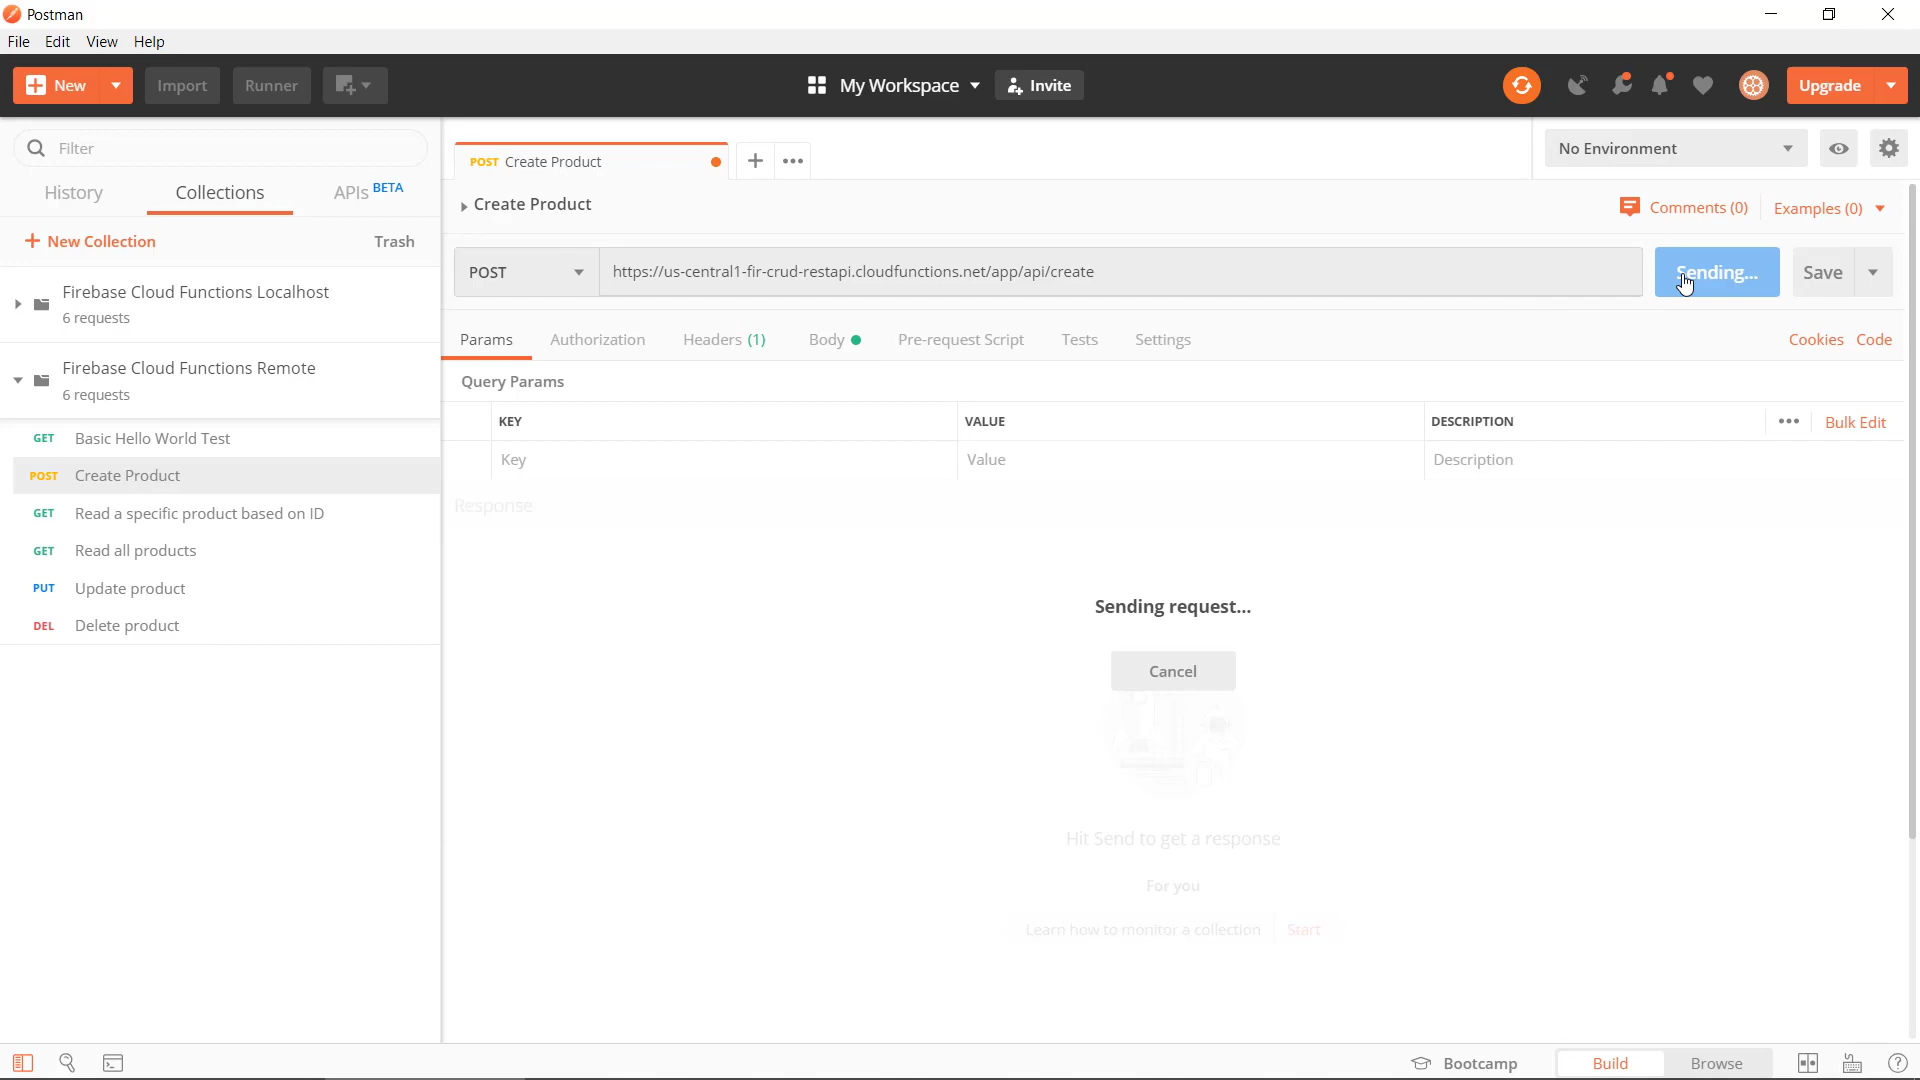 Postman
File Edit View Help
New Import Runner My Workspace Invite Upgrade
Filter
History Collections APIs BETA
New Collection Trash
Firebase Cloud Functions Localhost
6 requests
Firebase Cloud Functions Remote
6 requests
GET Basic Hello World Test
POST Create Product
GET Read a specific product based on ID
GET Read all products
PUT Update product
DEL Delete product
POST Create Product
No Environment
Create Product
Comments (0) Examples (0)
POST https://us-central1-fir-crud-restapi.cloudfunctions.net/app/api/create Sending... Save
Params Authorization Headers (1) Body Pre-request Script Tests Settings Cookies Code
Query Params
KEY VALUE DESCRIPTION Bulk Edit
Key Value Description
Response
Sending request...
Cancel
Hit Send to get a response
For you
Learn how to monitor a collection Start
Bootcamp Build Browse